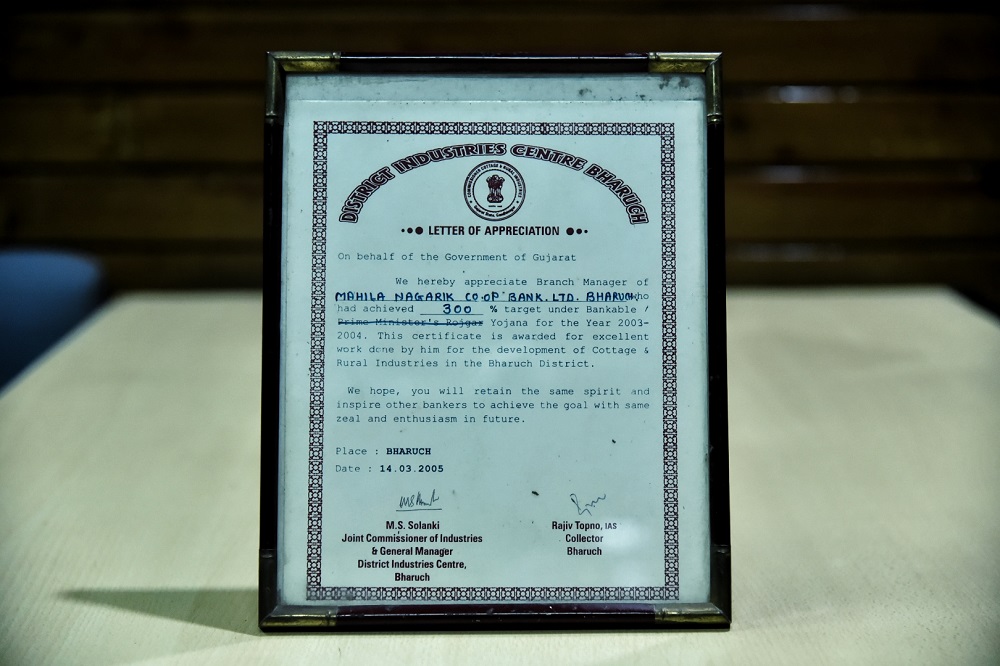 DISTRICT INDUSTRIES CENTRE BHARUCH
COMMISSIONER COTTAGE & RURAL INDUSTRIES
LETTER OF APPRECIATION
On behalf of the Government of Gujarat
We hereby appreciate Branch Manager of
MAHILA NAGARIK CO-OP BANK. LTD. BHARUCH who
had achieved 300 % target under Bankable /
Prime Minister's Rojgar Yojana for the Year 2003-
2004. This certificate is awarded for excellent
work done by him for the development of Cottage &
Rural Industries in the Bharuch District.
We hope, you will retain the same spirit and
inspire other bankers to achieve the goal with same
zeal and enthusiasm in future.
Place : BHARUCH
Date : 14.03.2005
M.S. Solanki
Joint Commissioner of Industries
& General Manager
District Industries Centre,
Bharuch
Rajiv Topno, IAS
Collector
Bharuch